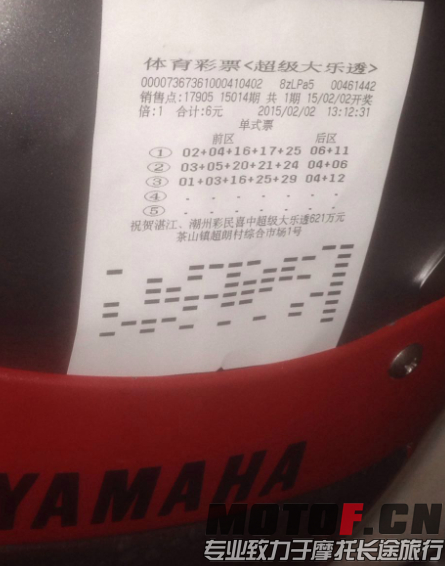 体育彩票<超级大乐透>
00007367361000410402 8zLPa5 00461442
销售点:17905 15014期 共 1期 15/02/02开奖
倍:1 合计:6元 2015/02/02 13:12:31
单式票
前区 后区
① 02+04+16+17+25 06+11
② 03+05+20+21+24 04+06
③ 01+03+16+25+29 04+12
④ . . . . . . .
⑤ . . . . . . .
祝贺湛江、潮州彩民喜中超级大乐透621万元
茶山镇超朗村综合市场1号
YAMAHA
MOTOF.CN
专业致力于摩托长途旅行